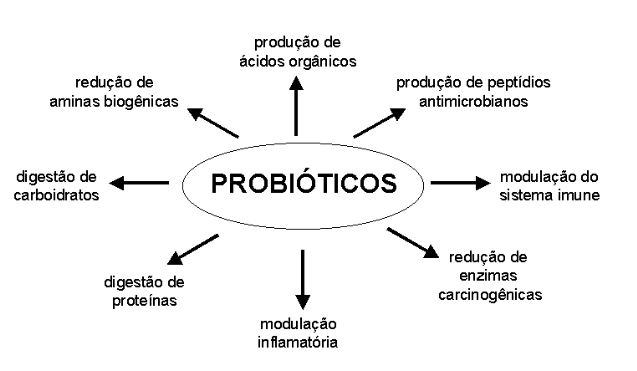 produção de
ácidos orgânicos
redução de
aminas biogênicas
produção de peptídios
antimicrobianos
digestão de
carboidratos
PROBIÓTICOS
modulação do
sistema imune
digestão de
proteínas
redução de
enzimas
carcinogênicas
modulação
inflamatória